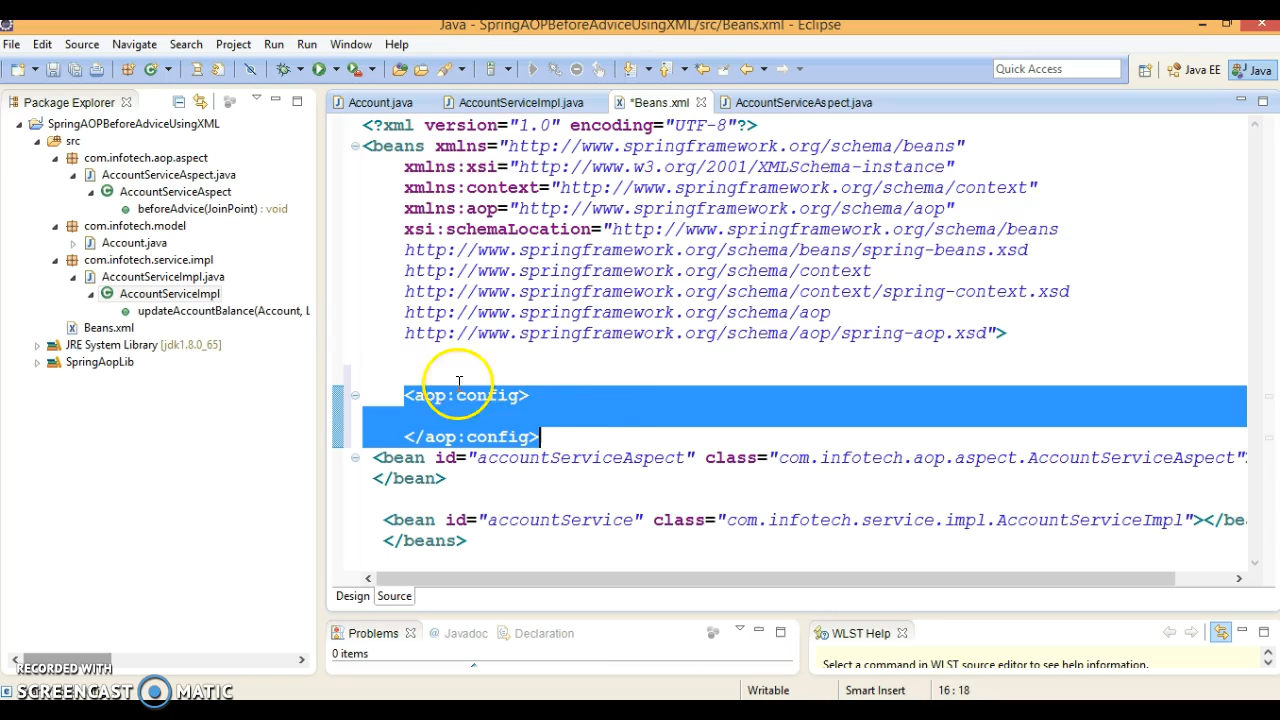 Java - SpringAOPBeforeAdviceUsingXML/src/Beans.xml - Eclipse
File Edit Source Navigate Search Project Run Run Window Help
Quick Access
Java EE
Java
Package Explorer
Account.java
AccountServiceImpl.java
*Beans.xml
AccountServiceAspect.java
SpringAOPBeforeAdviceUsingXML
src
com.infotech.aop.aspect
AccountServiceAspect.java
AccountServiceAspect
beforeAdvice(JoinPoint) : void
com.infotech.model
Account.java
com.infotech.service.impl
AccountServiceImpl.java
AccountServiceImpl
updateAccountBalance(Account, L
Beans.xml
JRE System Library [jdk1.8.0_65]
SpringAopLib
<?xml version="1.0" encoding="UTF-8"?>
<beans xmlns="http://www.springframework.org/schema/beans"
xmlns:xsi="http://www.w3.org/2001/XMLSchema-instance"
xmlns:context="http://www.springframework.org/schema/context"
xmlns:aop="http://www.springframework.org/schema/aop"
xsi:schemaLocation="http://www.springframework.org/schema/beans
http://www.springframework.org/schema/beans/spring-beans.xsd
http://www.springframework.org/schema/context
http://www.springframework.org/schema/context/spring-context.xsd
http://www.springframework.org/schema/aop
http://www.springframework.org/schema/aop/spring-aop.xsd">
<aop:config>
</aop:config>
<bean id="accountServiceAspect" class="com.infotech.aop.aspect.AccountServiceAspect"
</bean>
<bean id="accountService" class="com.infotech.service.impl.AccountServiceImpl"></be
</beans>
Design Source
Problems
Javadoc
Declaration
0 items
WLST Help
Select a command in WLST source editor to see help information.
RECORDED WITH
SCREENCAST MATIC
Writable
Smart Insert
16 : 18